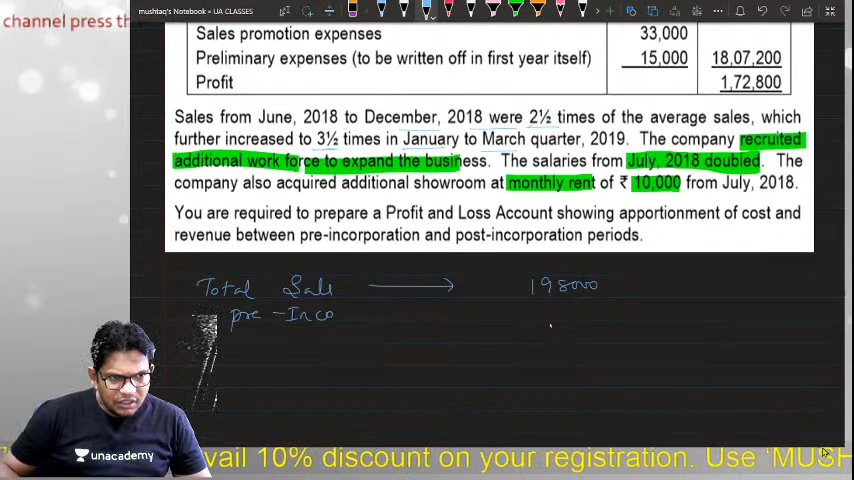 mushtaq's Notebook » UA CLASSES
channel press th
Sales promotion expenses 33,000
Preliminary expenses (to be written off in first year itself) 15,000 18,07,200
Profit 1,72,800
Sales from June, 2018 to December, 2018 were 2½ times of the average sales, which
further increased to 3½ times in January to March quarter, 2019. The company recruited
additional work force to expand the business. The salaries from July, 2018 doubled. The
company also acquired additional showroom at monthly rent of ₹ 10,000 from July, 2018.
You are required to prepare a Profit and Loss Account showing apportionment of cost and
revenue between pre-incorporation and post-incorporation periods.
Total Sale → 198000
pre - Inco
unacademy
vail 10% discount on your registration. Use 'MUSH